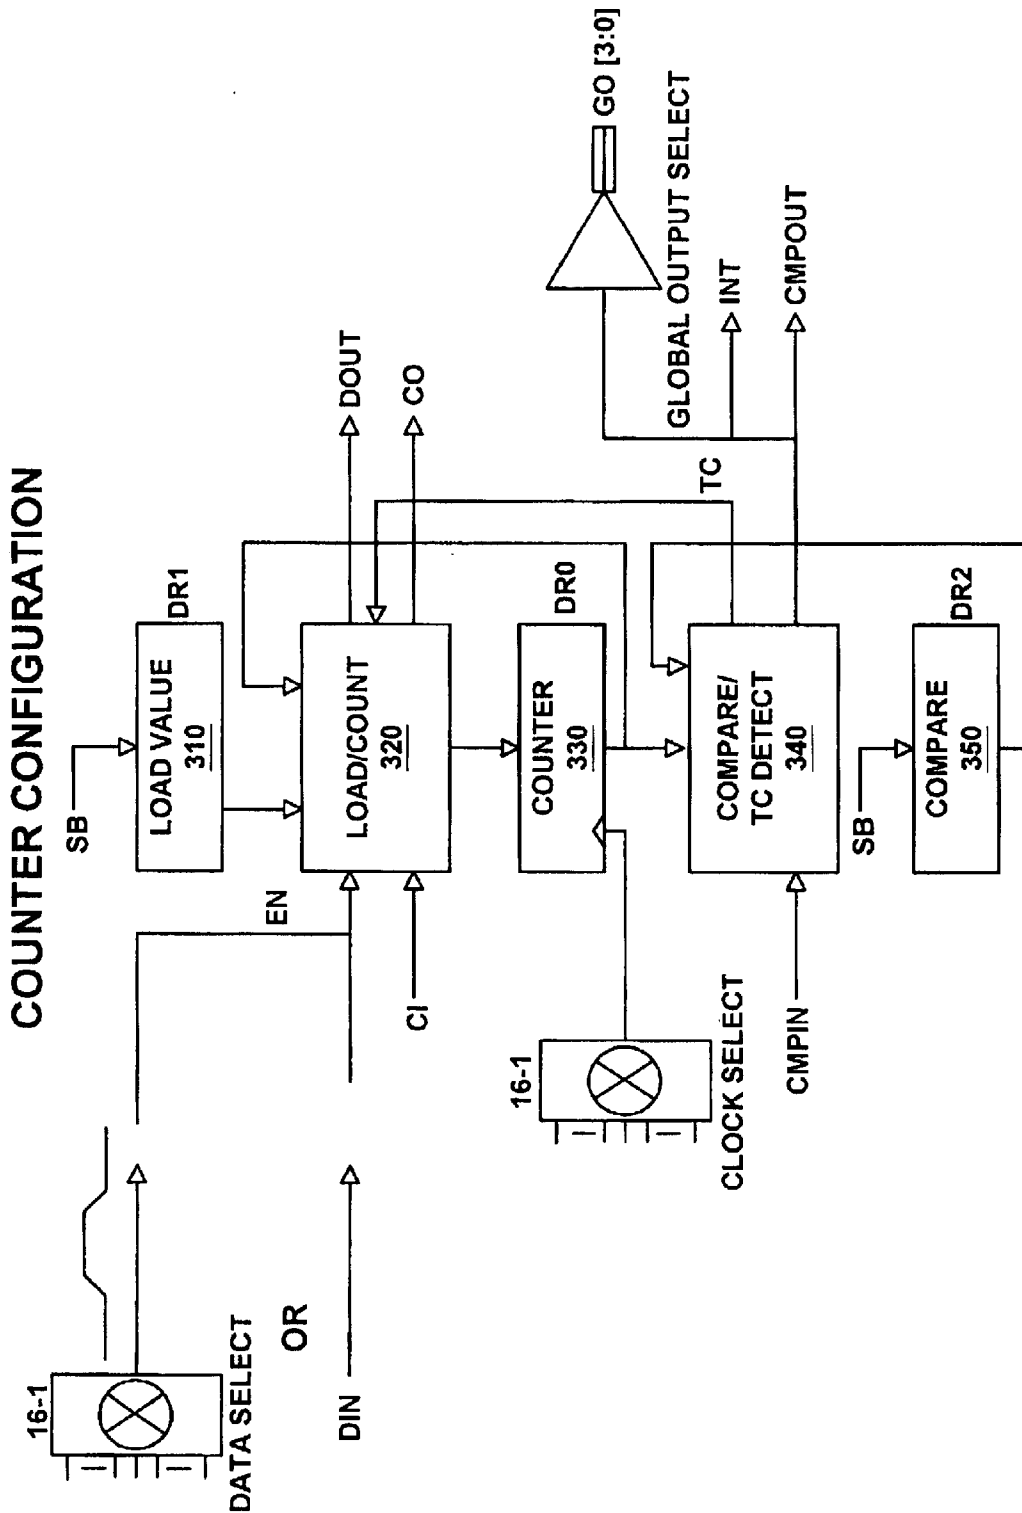 COUNTER CONFIGURATION
16-1
DATA SELECT
OR
DIN
SB
LOAD VALUE
310
DR1
EN
CI
LOAD/COUNT
320
DOUT
CO
16-1
CLOCK SELECT
COUNTER
330
DR0
TC
GO [3:0]
GLOBAL OUTPUT SELECT
INT
CMPOUT
CMPIN
COMPARE/
TC DETECT
340
SB
COMPARE
350
DR2